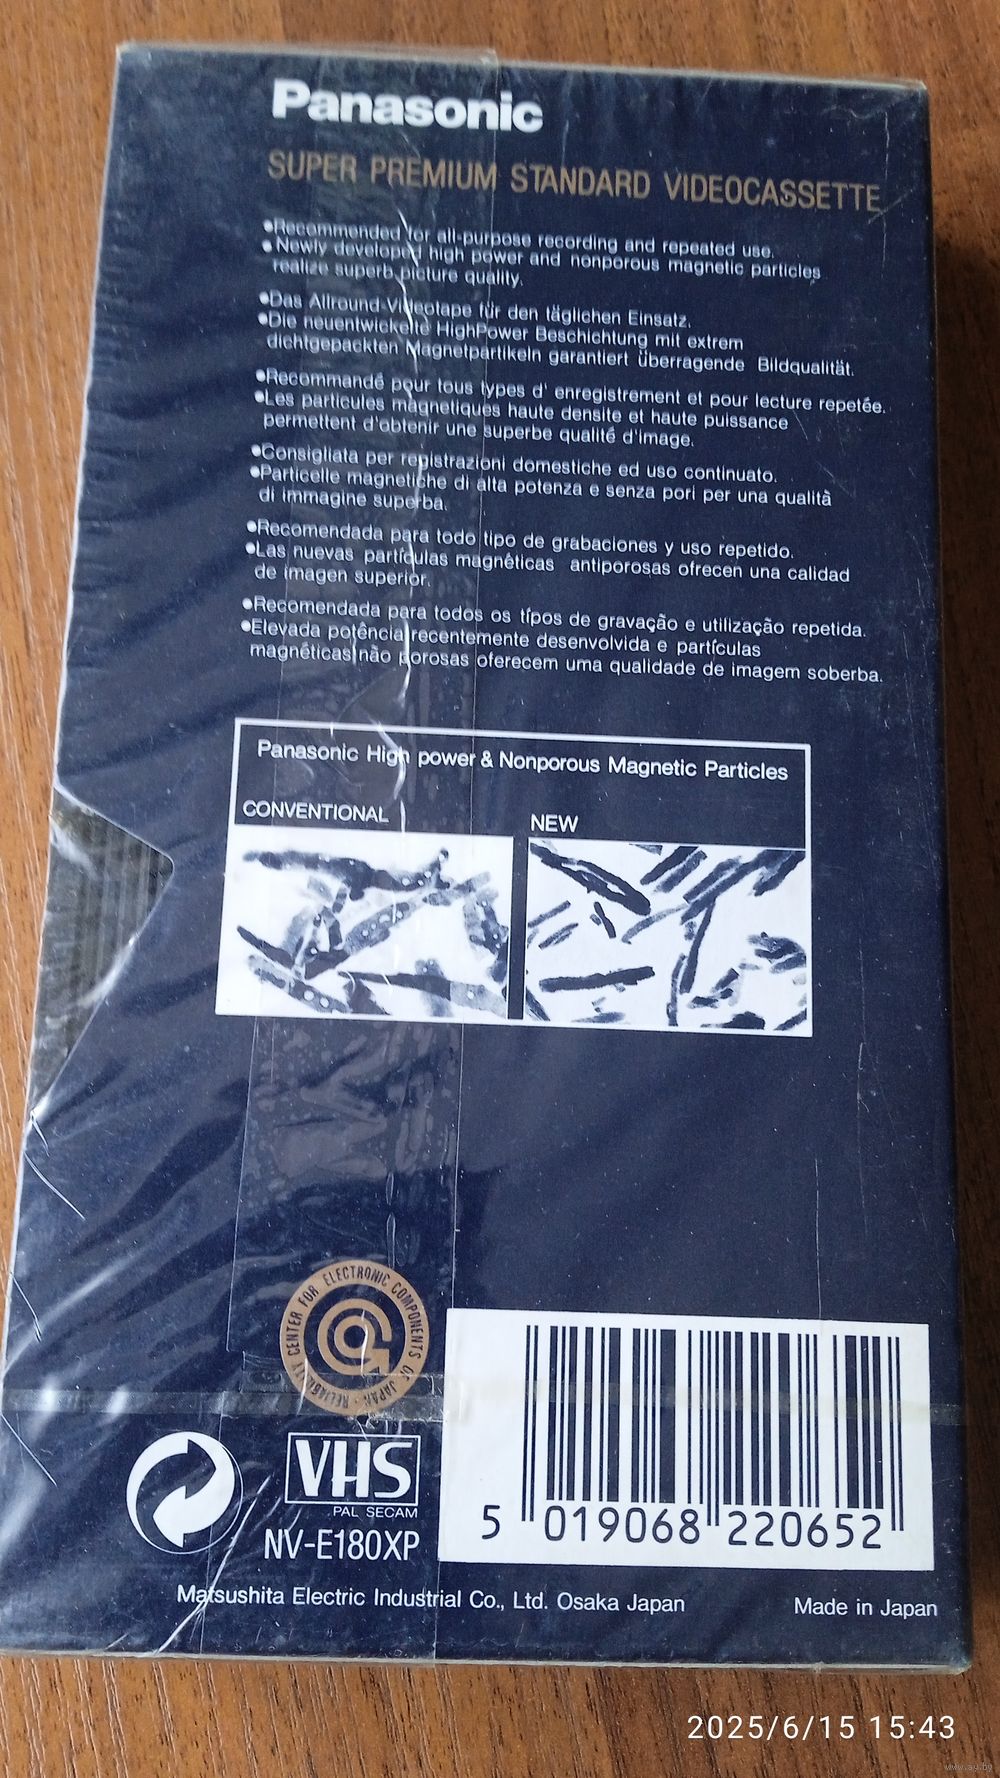 Panasonic
SUPER PREMIUM STANDARD VIDEOCASSETTE
●Recommended for all-purpose recording and repeated use.
●Newly developed high power and nonporous magnetic particles
realize superb picture quality.
●Das Allround-Videotape für den täglichen Einsatz.
●Die neuentwickelte HighPower Beschichtung mit extrem
dichtgepackten Magnetpartikeln garantiert überragende Bildqualität.
●Recommandé pour tous types d' enregistrement et pour lecture repetée.
●Les particules magnetiques haute densite et haute puissance
permettent d'obtenir une superbe qualité d'image.
●Consigliata per registrazioni domestiche ed uso continuato.
●Particelle magnetiche di alta potenza e senza pori per una qualità
di immagine superba.
●Recomendada para todo tipo de grabaciones y uso repetido.
●Las nuevas partículas magnéticas antiporosas ofrecen una calidad
de imagen superior.
●Recomendada para todos os típos de gravação e utilização repetida.
●Elevada potência recentemente desenvolvida e partículas
magnéticas não porosas oferecem uma qualidade de imagem soberba.
Panasonic High power & Nonporous Magnetic Particles
CONVENTIONAL
NEW
RELIABILITY CENTER FOR ELECTRONIC COMPONENTS OF JAPAN
VHS
PAL SECAM
NV-E180XP
5 019068 220652
Matsushita Electric Industrial Co., Ltd. Osaka Japan
Made in Japan
2025/6/15 15:43
www.ay.by